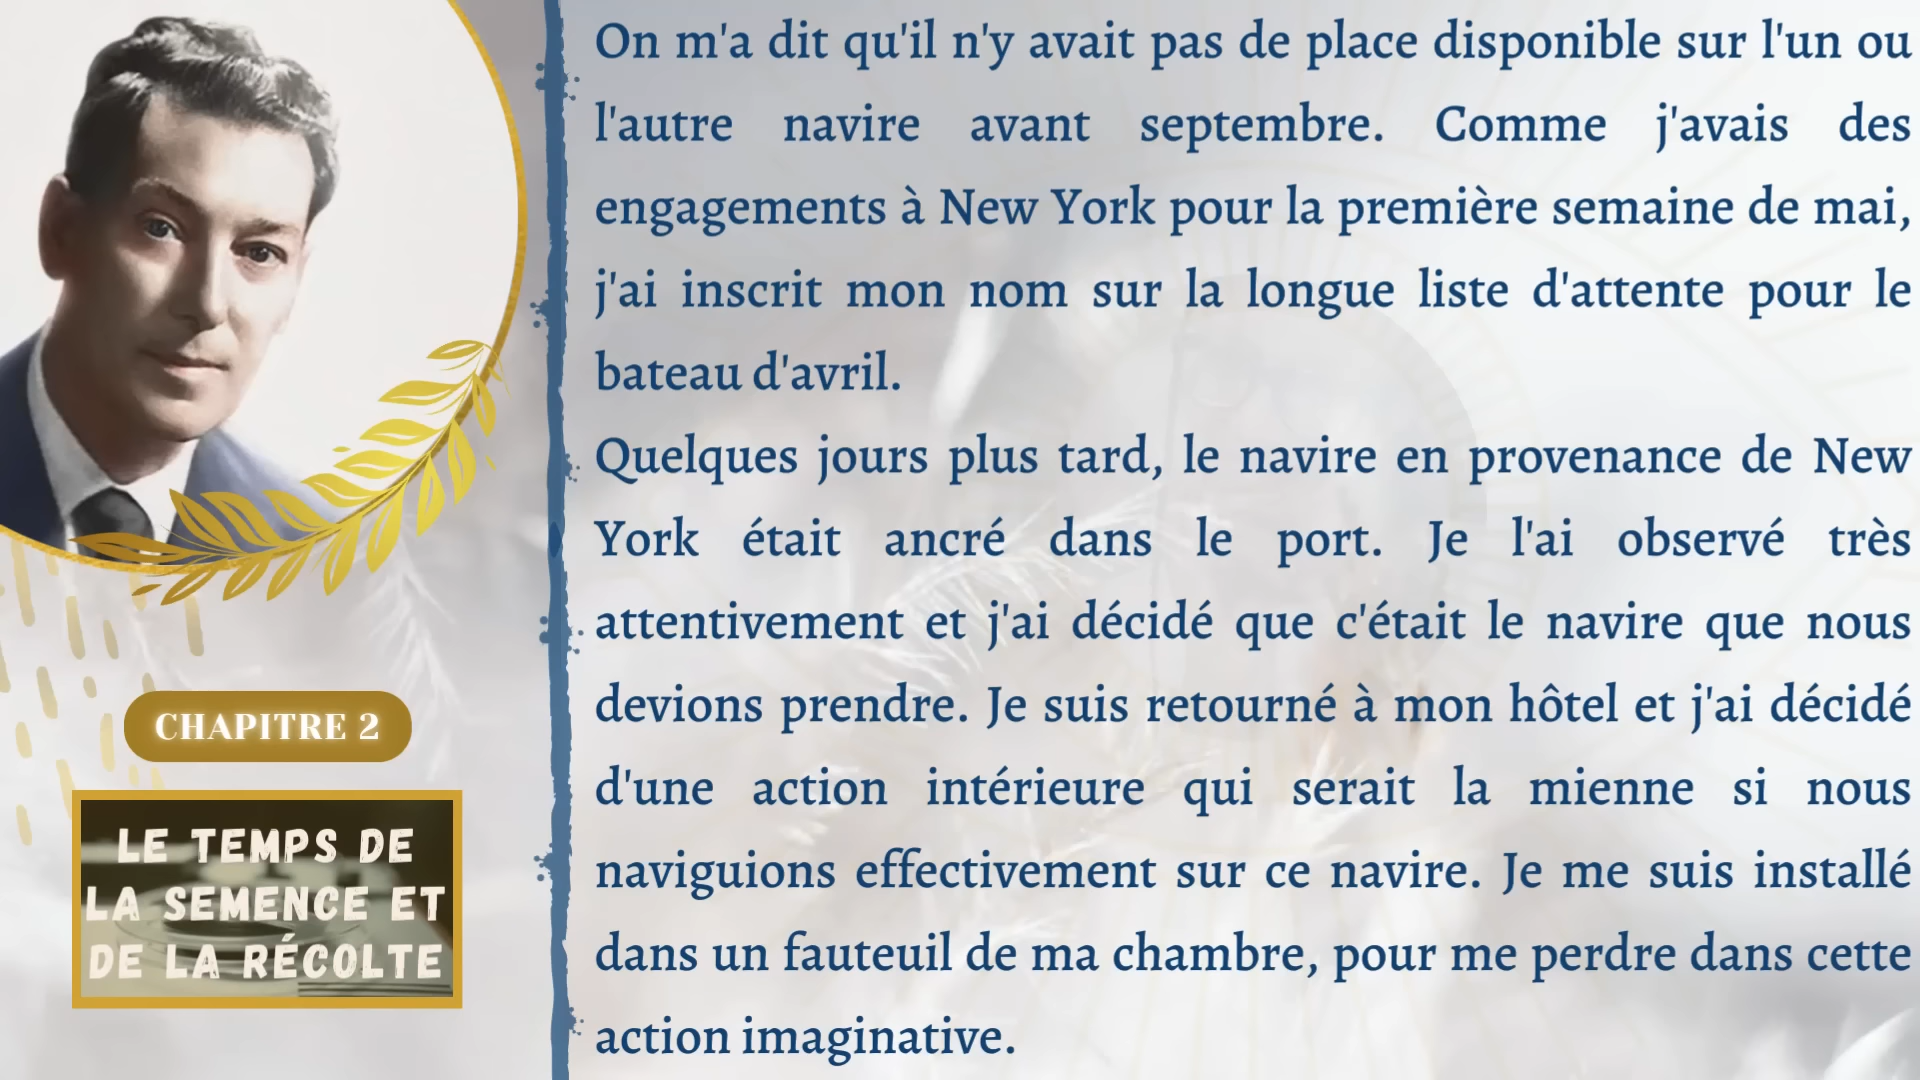 On m'a dit qu'il n'y avait pas de place disponible sur l'un ou
l'autre navire avant septembre. Comme j'avais des
engagements à New York pour la première semaine de mai,
j'ai inscrit mon nom sur la longue liste d'attente pour le
bateau d'avril.
Quelques jours plus tard, le navire en provenance de New
York était ancré dans le port. Je l'ai observé très
attentivement et j'ai décidé que c'était le navire que nous
devions prendre. Je suis retourné à mon hôtel et j'ai décidé
d'une action intérieure qui serait la mienne si nous
naviguions effectivement sur ce navire. Je me suis installé
dans un fauteuil de ma chambre, pour me perdre dans cette
action imaginative.
CHAPITRE 2
LE TEMPS DE
LA SEMENCE ET
DE LA RÉCOLTE